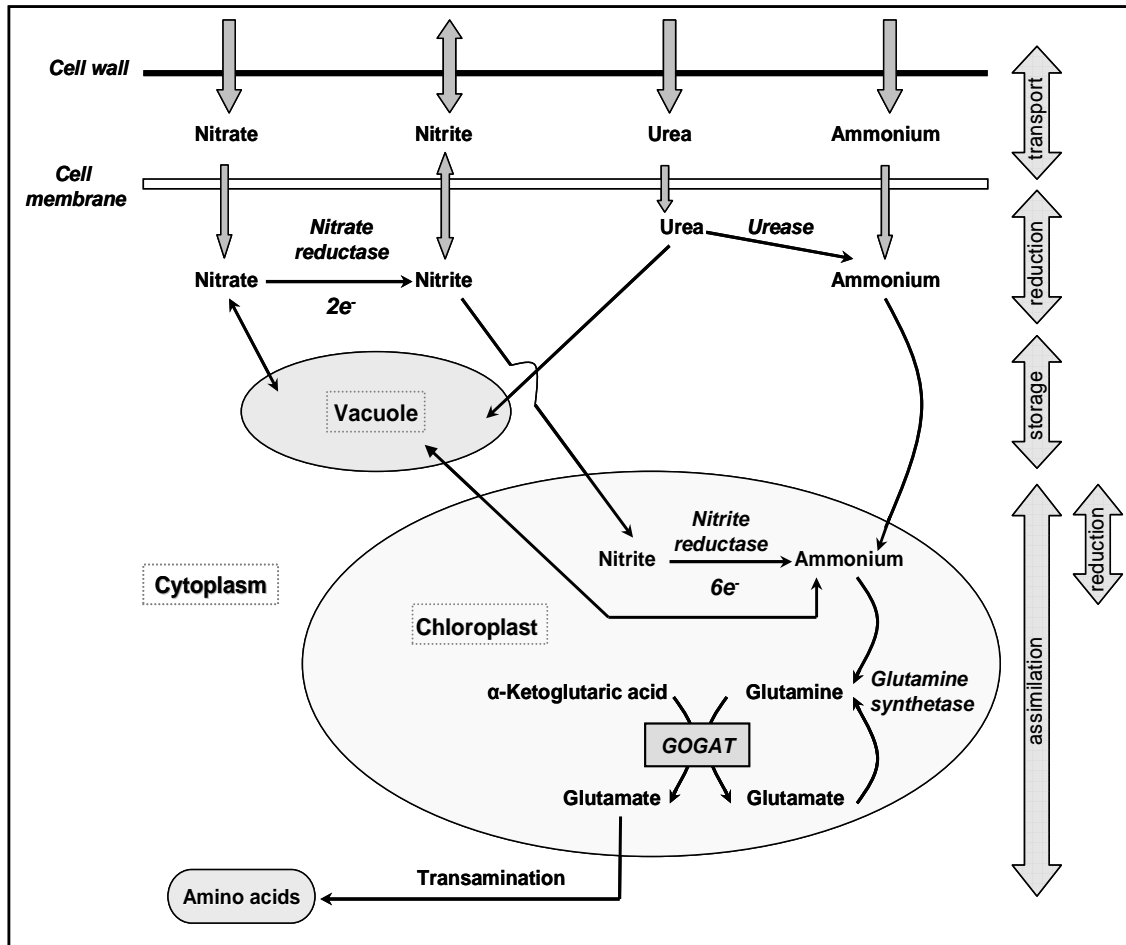 Cell wall
Nitrate
Nitrite
Urea
Ammonium
transport
Cell
membrane
Nitrate
reductase
Urea
Urease
Nitrate
2e-
Nitrite
Ammonium
reduction
Vacuole
storage
Nitrite
Nitrite
reductase
6e-
Ammonium
reduction
Cytoplasm
Chloroplast
α-Ketoglutaric acid
Glutamine
Glutamine
synthetase
GOGAT
assimilation
Glutamate
Glutamate
Transamination
Amino acids